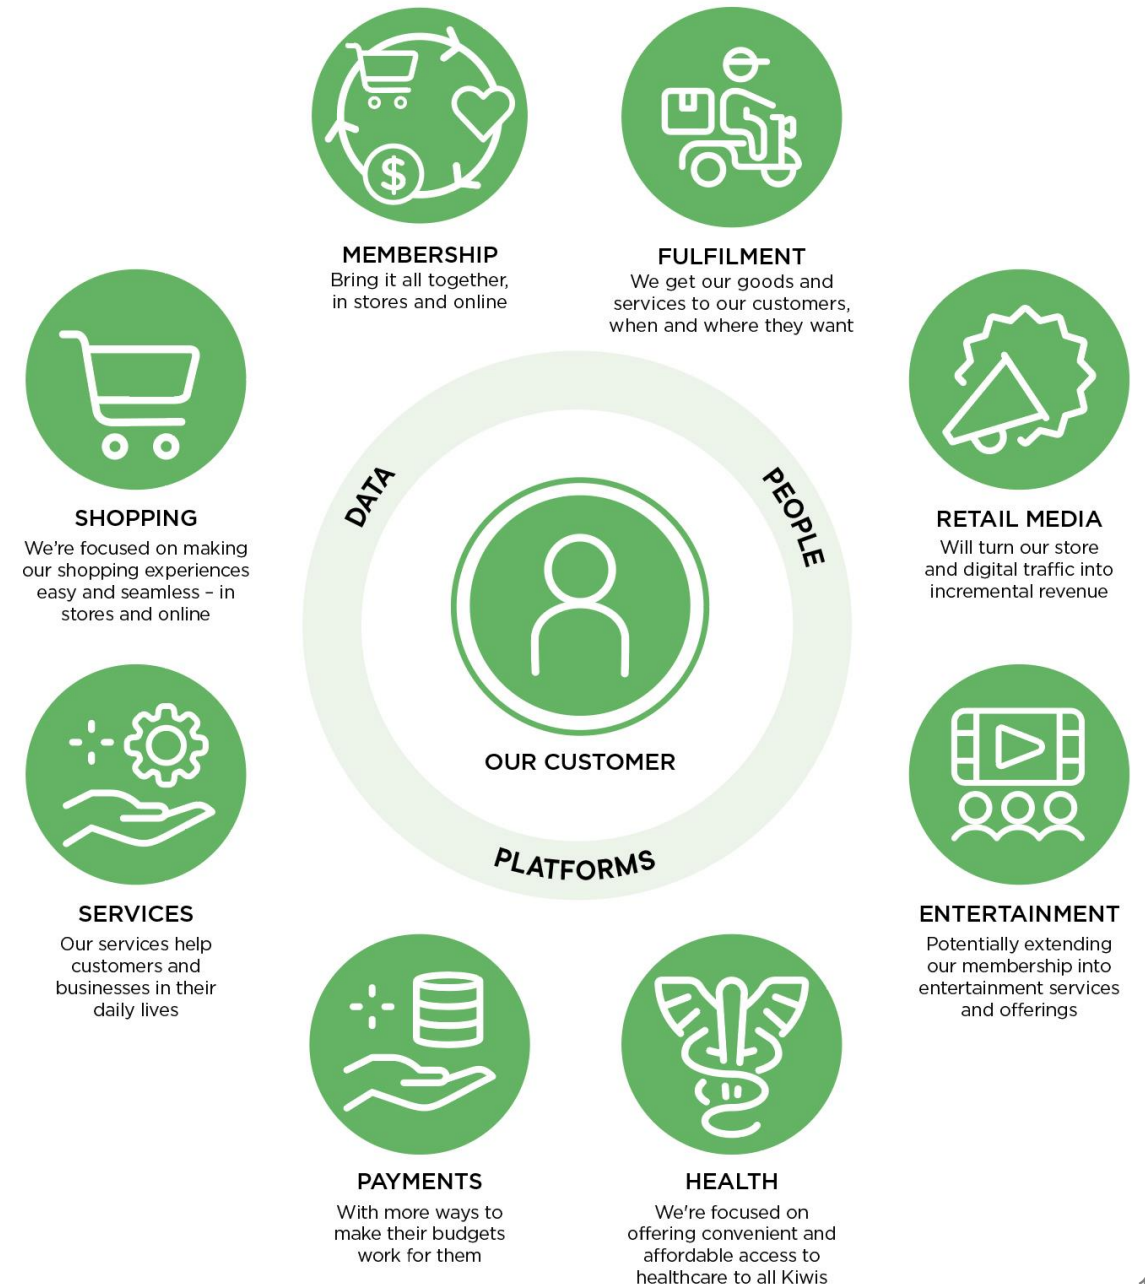 MEMBERSHIP
Bring it all together,
in stores and online
FULFILMENT
We get our goods and
services to our customers,
when and where they want
SHOPPING
We're focused on making
our shopping experiences
easy and seamless – in
stores and online
RETAIL MEDIA
Will turn our store
and digital traffic into
incremental revenue
DATA
PEOPLE
PLATFORMS
OUR CUSTOMER
$
SERVICES
Our services help
customers and
businesses in their
daily lives
ENTERTAINMENT
Potentially extending
our membership into
entertainment services
and offerings
PAYMENTS
With more ways to
make their budgets
work for them
HEALTH
We're focused on
offering convenient and
affordable access to
healthcare to all Kiwis